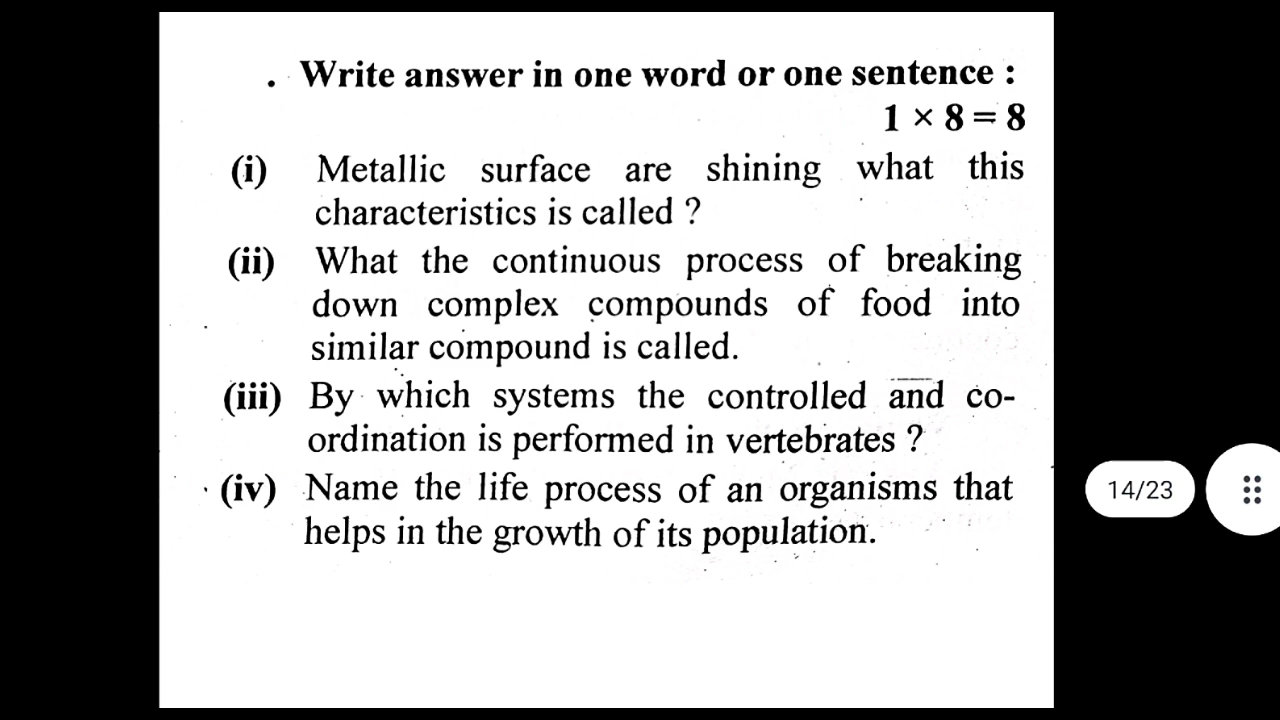 . Write answer in one word or one sentence :
1 × 8 = 8
(i) Metallic surface are shining what this
characteristics is called ?
(ii) What the continuous process of breaking
down complex compounds of food into
similar compound is called.
(iii) By which systems the controlled and co-
ordination is performed in vertebrates ?
(iv) Name the life process of an organisms that
helps in the growth of its population.
14/23